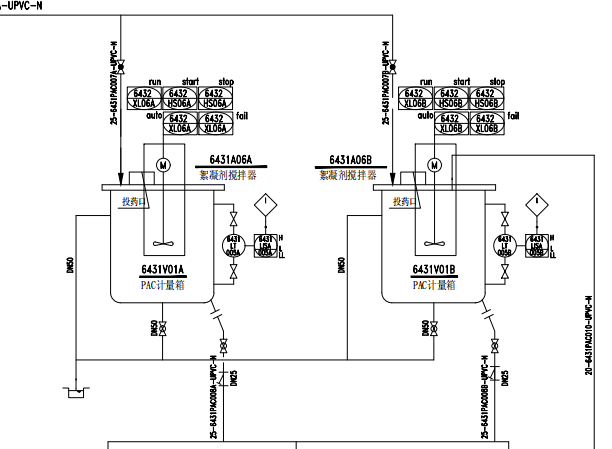 -UPVC-N
25-6431PAC007A-UPVC-N
run start stop
6432 XL06A
6432 HS06A
6432 HS06A
auto
6432 XL06A
6432 XL06A
fail
M
6431A06A
絮凝剂搅拌器
投药口
6431 LT 005A
6431 LISA 005A
H
I
6431V01A
PAC计量箱
DN50
DN50
DN25
25-6431PAC008A-UPVC-N
25-6431PAC007B-UPVC-N
run start stop
6432 XL06B
6432 HS06B
6432 HS06B
auto
6432 XL06B
6432 XL06B
fail
M
6431A06B
絮凝剂搅拌器
投药口
6431 LT 005B
6431 LISA 005B
H
I
6431V01B
PAC计量箱
DN50
DN50
DN25
25-6431PAC008B-UPVC-N
20-6431PAC010-UPVC-N